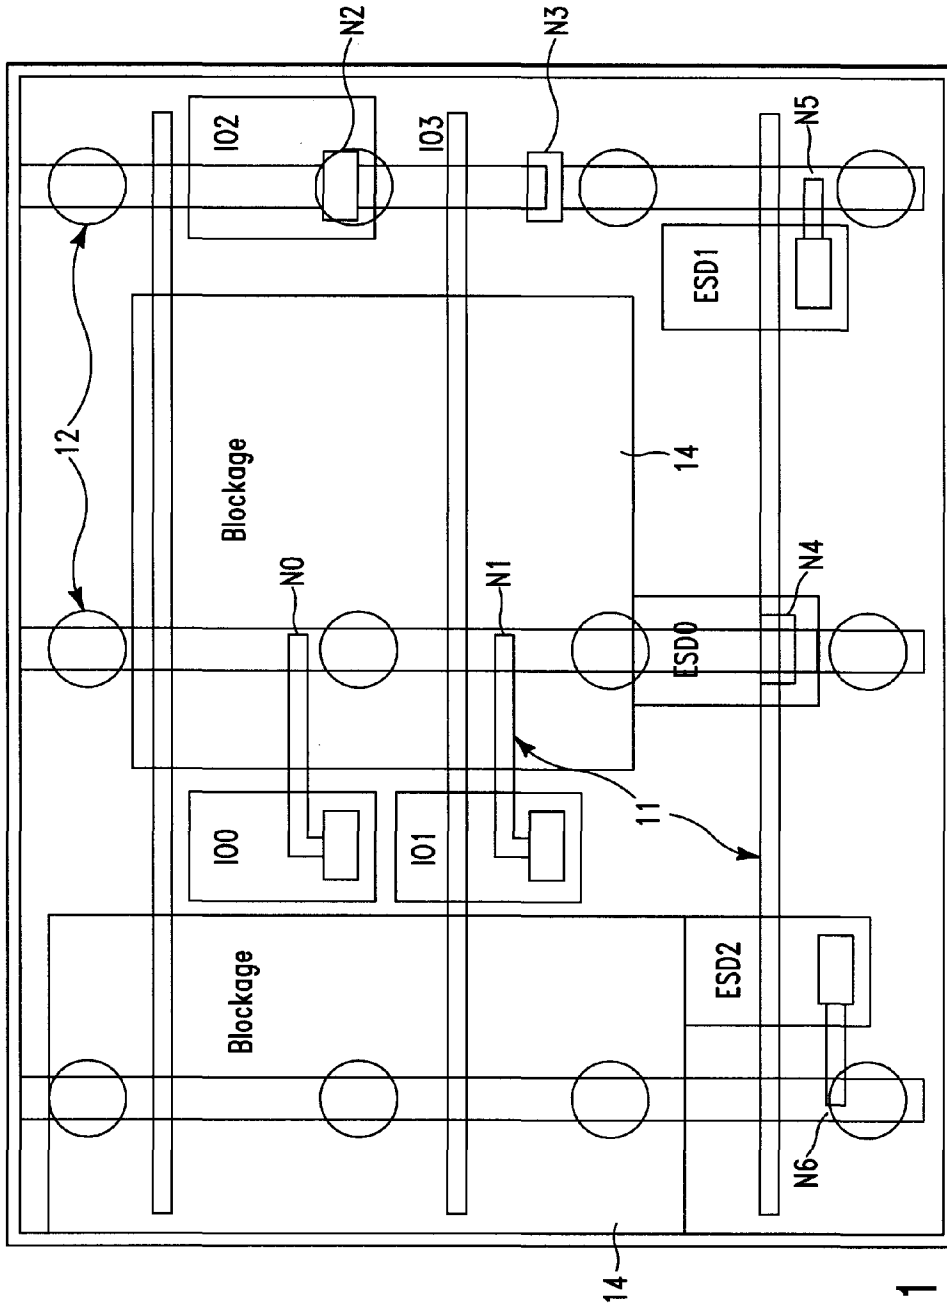 12
Blockage
IO0
Blockage
IO2
N0
N2
IO1
IO3
N1
N3
14
11
14
ESD2
ESD0
ESD1
N6
N4
N5
1